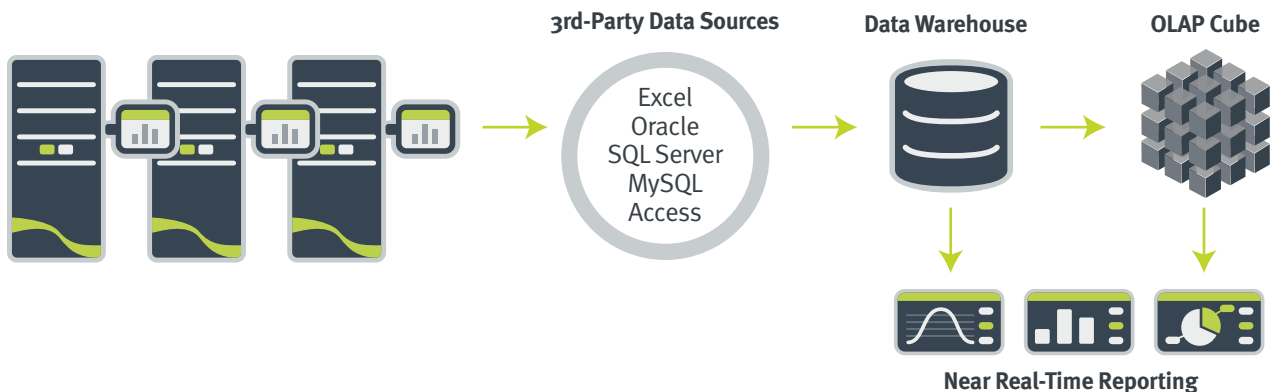 3rd-Party Data Sources
Data Warehouse
OLAP Cube
Excel
Oracle
SQL Server
MySQL
Access
Near Real-Time Reporting